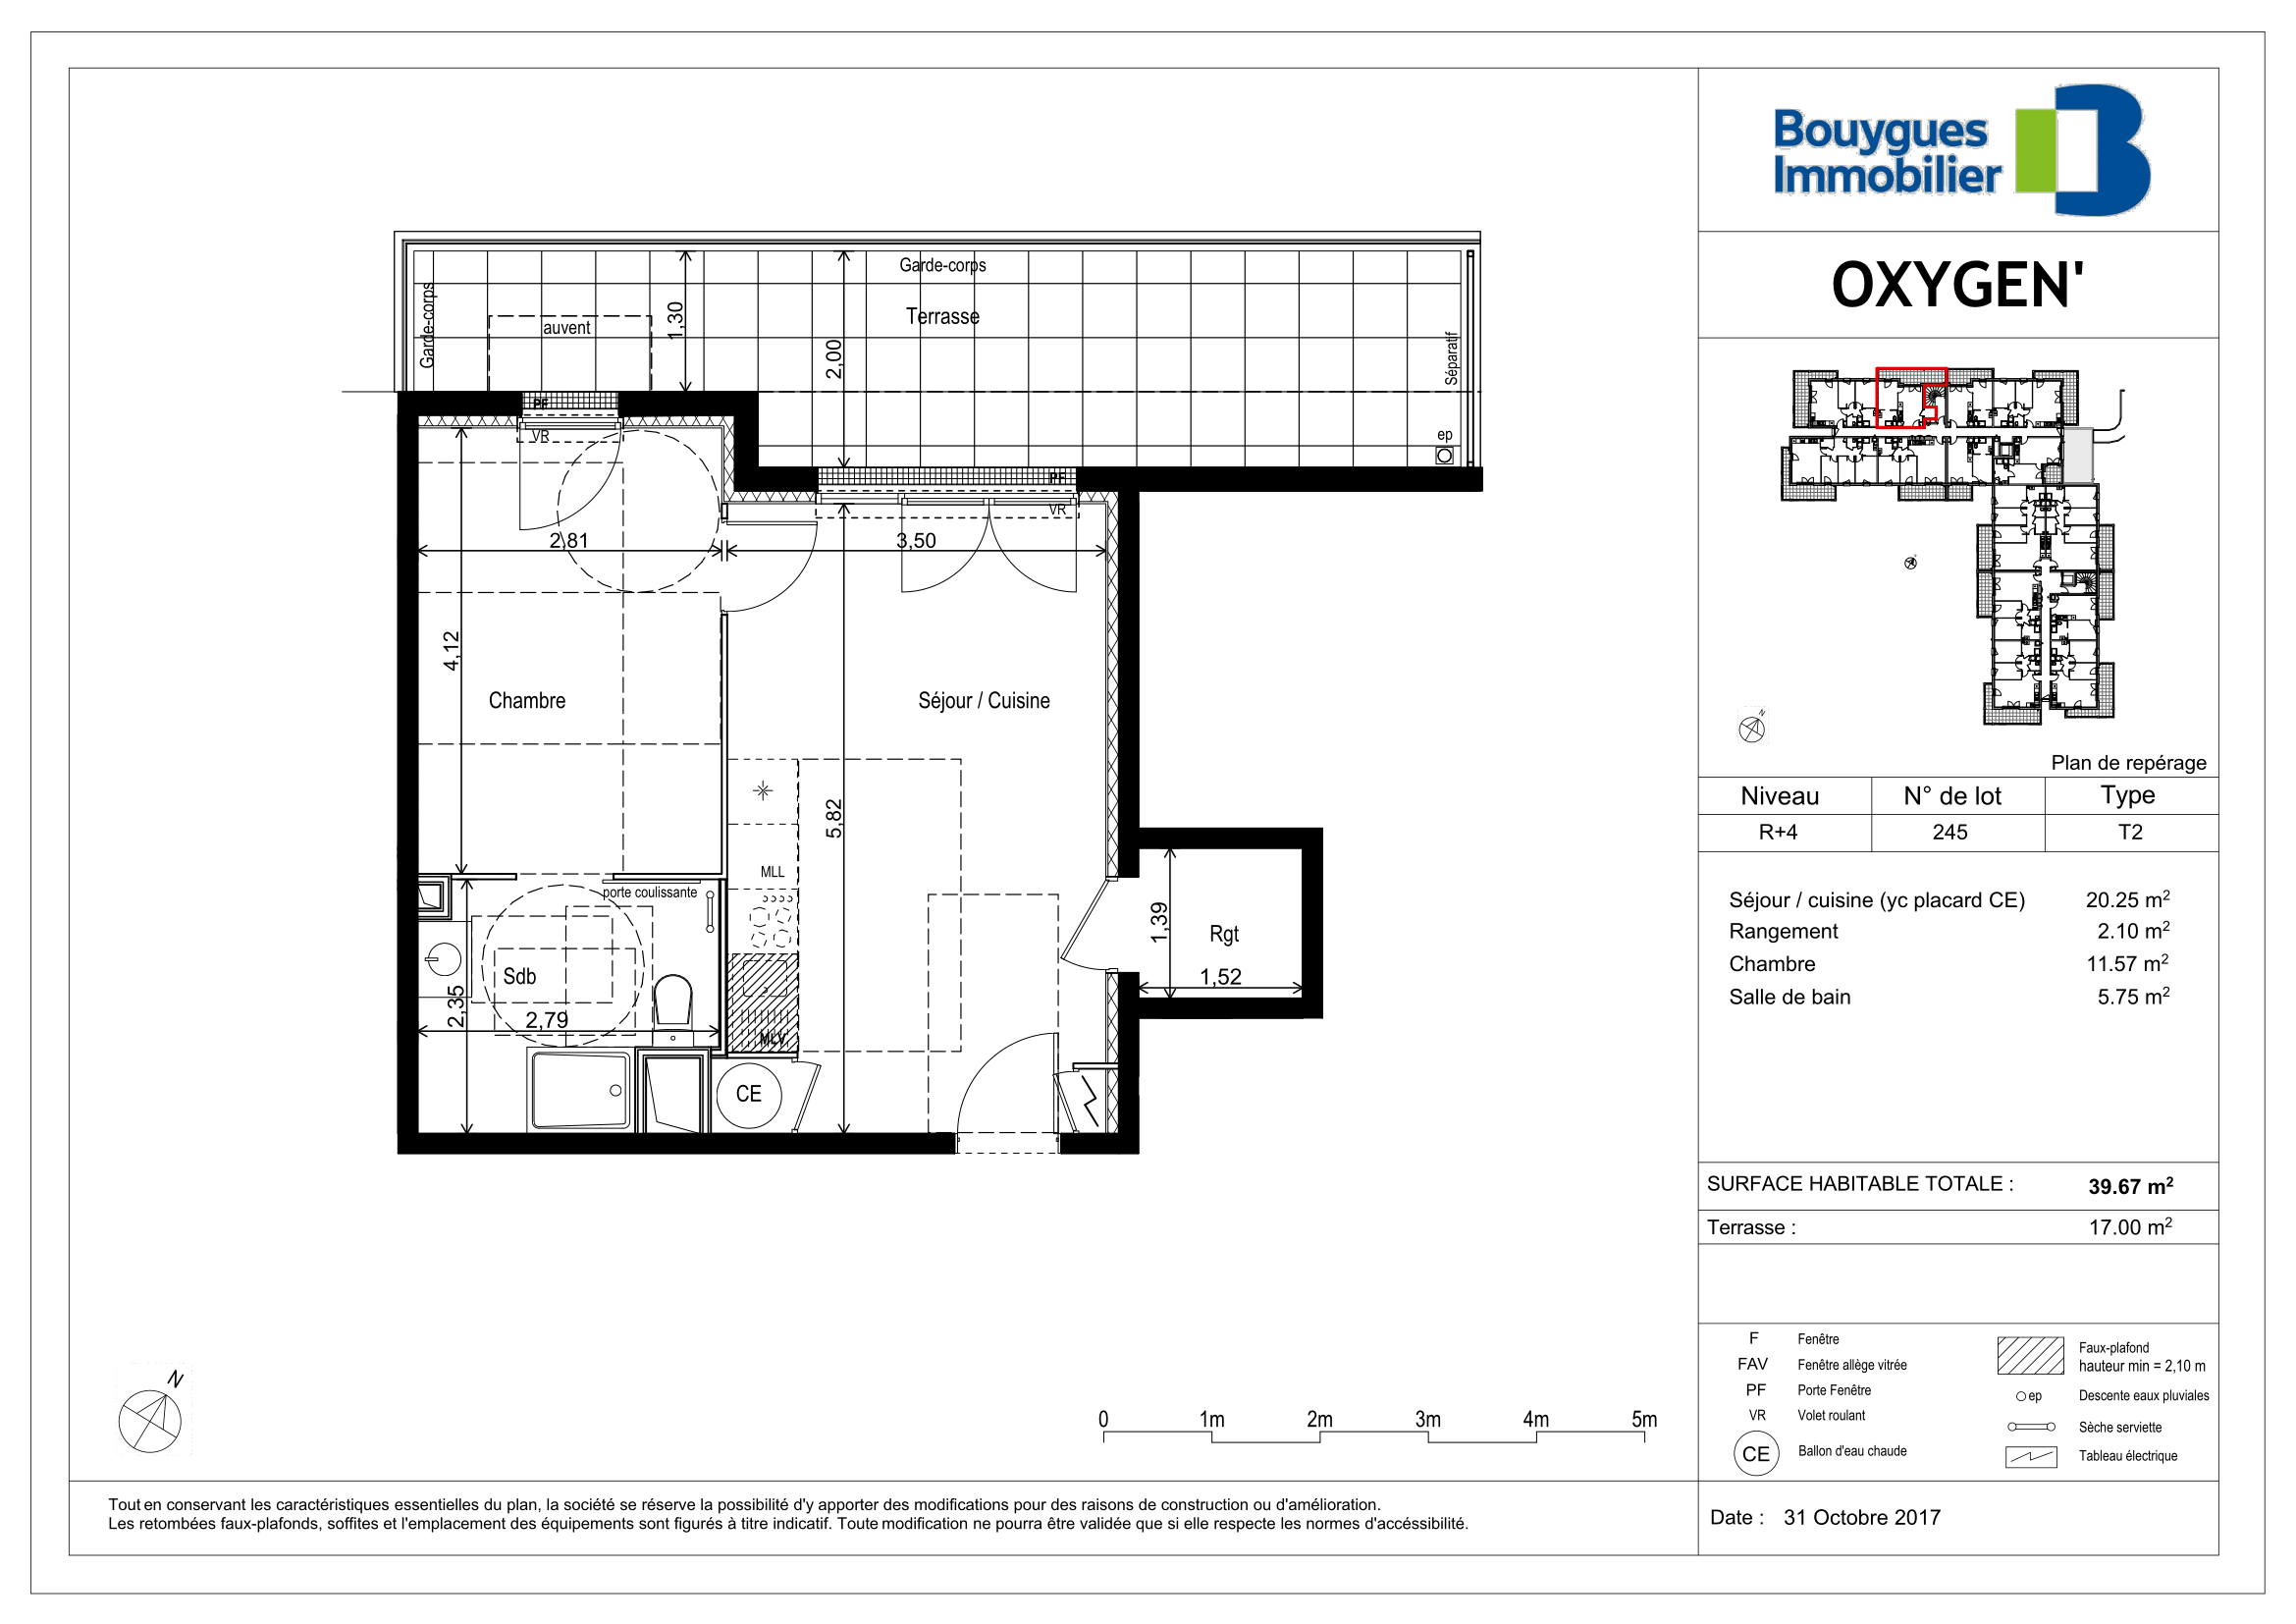 Bouygues
Immobilier
OXYGEN'
Garde-corps
Garde-corps
Terrasse
auvent
1,30
2,00
Séparatif
ep
PF
VR
PF
VR
2,81
3,50
4,12
Chambre
Séjour / Cuisine
5,82
MLL
porte coulissante
1,39
Rgt
1,52
Sdb
2,35
2,79
MLV
CE
N
0 1m 2m 3m 4m 5m
N
Plan de repérage
Niveau N° de lot Type
R+4 245 T2
Séjour / cuisine (yc placard CE) 20.25 m²
Rangement 2.10 m²
Chambre 11.57 m²
Salle de bain 5.75 m²
SURFACE HABITABLE TOTALE : 39.67 m²
Terrasse : 17.00 m²
F Fenêtre
FAV Fenêtre allège vitrée
PF Porte Fenêtre
VR Volet roulant
CE Ballon d'eau chaude
Faux-plafond
hauteur min = 2,10 m
ep Descente eaux pluviales
Sèche serviette
Tableau électrique
Tout en conservant les caractéristiques essentielles du plan, la société se réserve la possibilité d'y apporter des modifications pour des raisons de construction ou d'amélioration.
Les retombées faux-plafonds, soffites et l'emplacement des équipements sont figurés à titre indicatif. Toute modification ne pourra être validée que si elle respecte les normes d'accéssibilité.
Date : 31 Octobre 2017